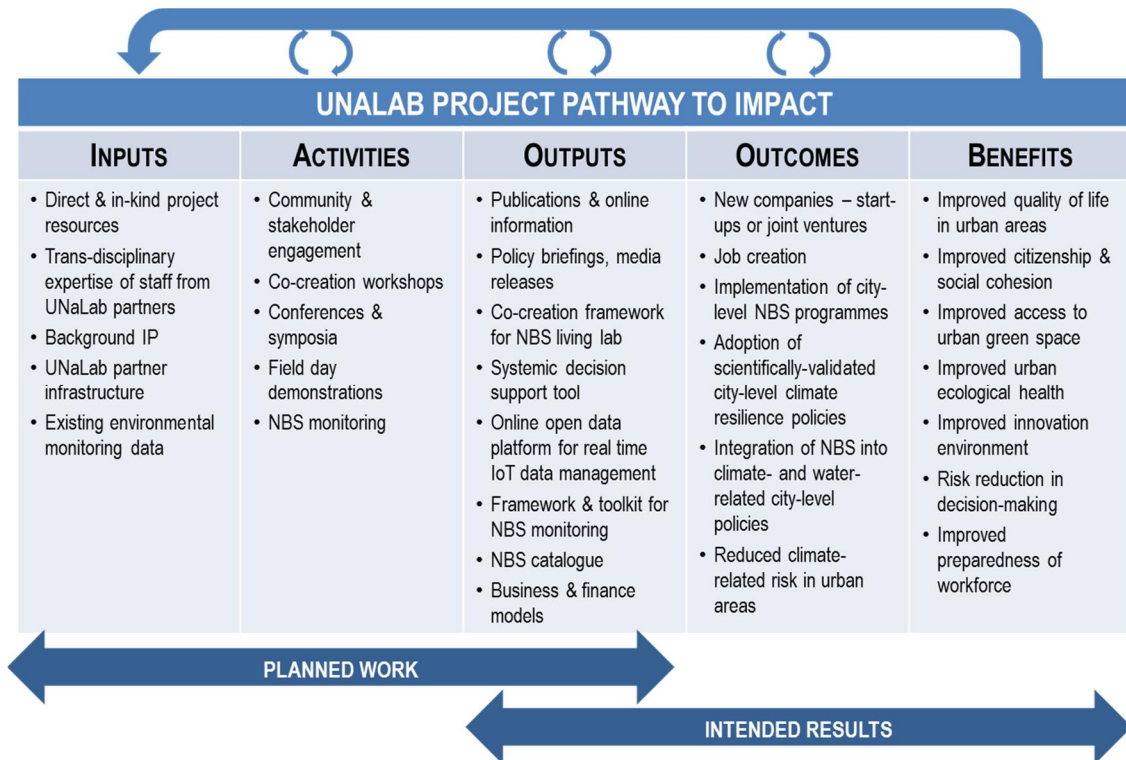 UNALAB PROJECT PATHWAY TO IMPACT
INPUTS
• Direct & in-kind project
resources
• Trans-disciplinary
expertise of staff from
UNaLab partners
• Background IP
• UNaLab partner
infrastructure
• Existing environmental
monitoring data
ACTIVITIES
• Community &
stakeholder
engagement
• Co-creation workshops
• Conferences &
symposia
• Field day
demonstrations
• NBS monitoring
OUTPUTS
• Publications & online
information
• Policy briefings, media
releases
• Co-creation framework
for NBS living lab
• Systemic decision
support tool
• Online open data
platform for real time
IoT data management
• Framework & toolkit for
NBS monitoring
• NBS catalogue
• Business & finance
models
OUTCOMES
• New companies – start-
ups or joint ventures
• Job creation
• Implementation of city-
level NBS programmes
• Adoption of
scientifically-validated
city-level climate
resilience policies
• Integration of NBS into
climate- and water-
related city-level
policies
• Reduced climate-
related risk in urban
areas
BENEFITS
• Improved quality of life
in urban areas
• Improved citizenship &
social cohesion
• Improved access to
urban green space
• Improved urban
ecological health
• Improved innovation
environment
• Risk reduction in
decision-making
• Improved
preparedness of
workforce
PLANNED WORK
INTENDED RESULTS